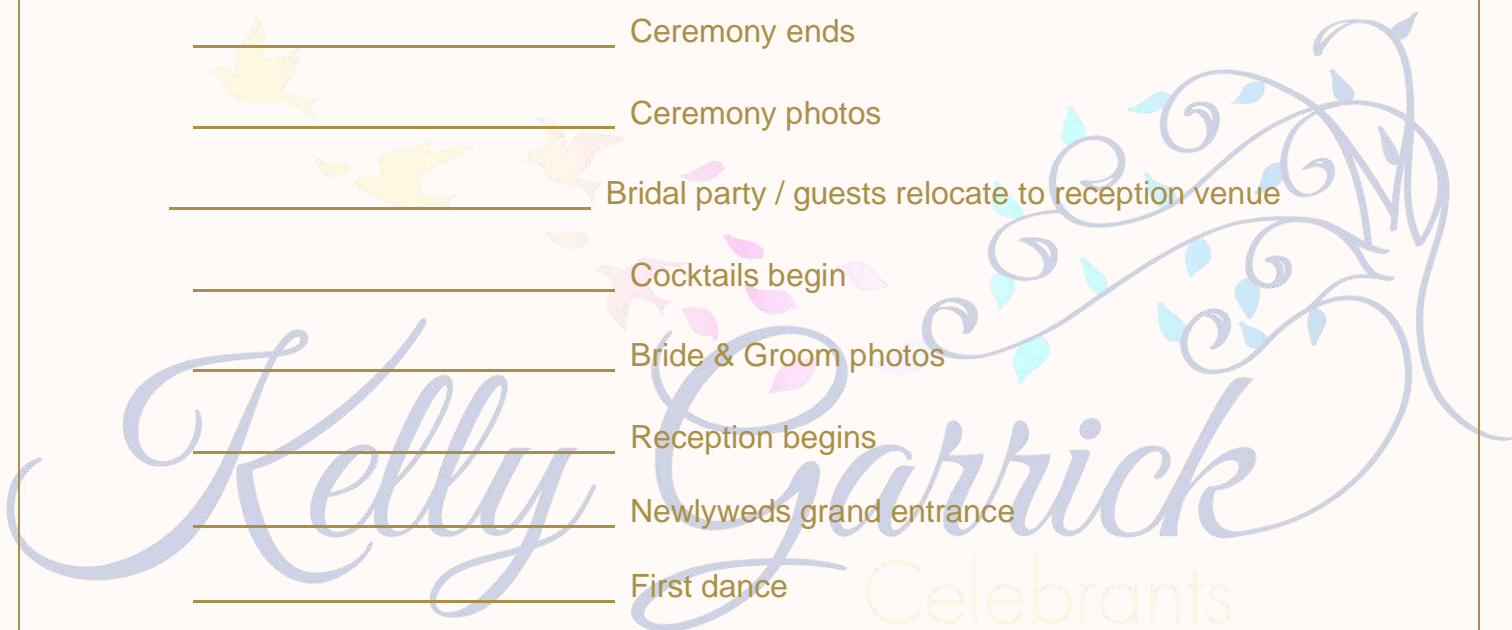 Ceremony ends
Ceremony photos
Bridal party / guests relocate to reception venue
Cocktails begin
Bride & Groom photos
Reception begins
Newlyweds grand entrance
First dance
Kelly Garrick
Celebrants